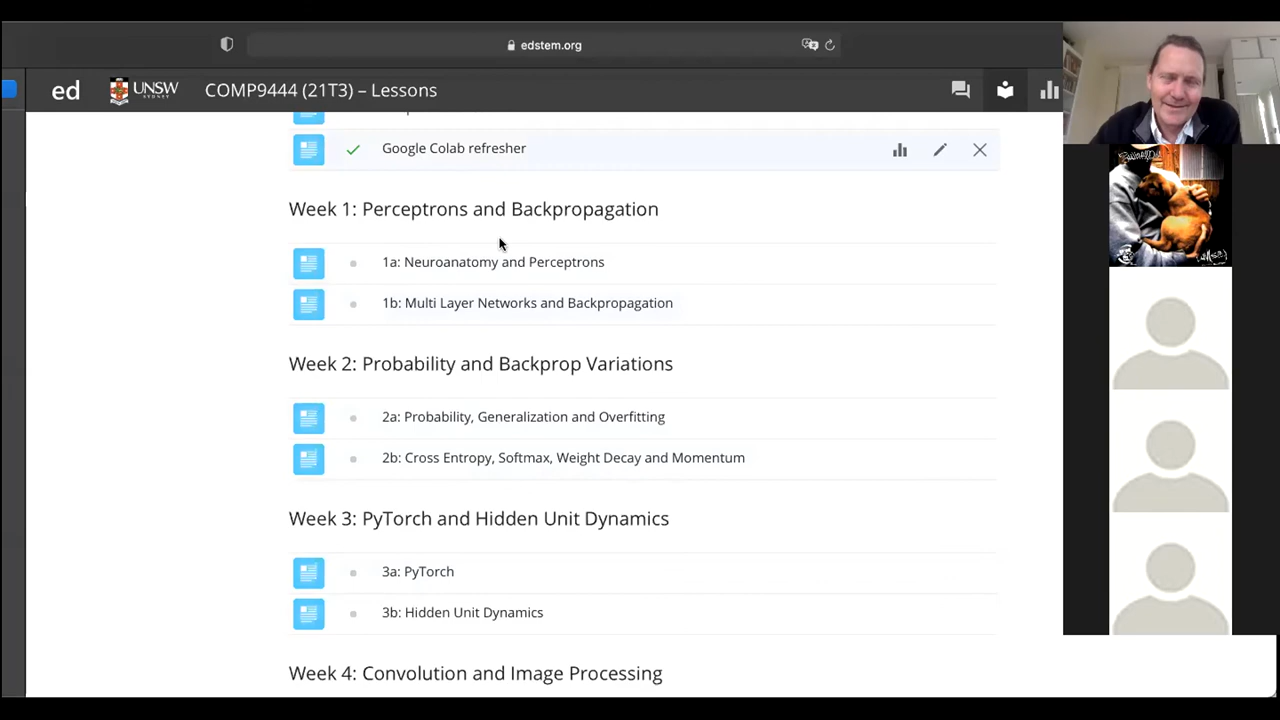 edstem.org
ed UNSW SYDNEY COMP9444 (21T3) – Lessons
Google Colab refresher
Week 1: Perceptrons and Backpropagation
1a: Neuroanatomy and Perceptrons
1b: Multi Layer Networks and Backpropagation
Week 2: Probability and Backprop Variations
2a: Probability, Generalization and Overfitting
2b: Cross Entropy, Softmax, Weight Decay and Momentum
Week 3: PyTorch and Hidden Unit Dynamics
3a: PyTorch
3b: Hidden Unit Dynamics
Week 4: Convolution and Image Processing